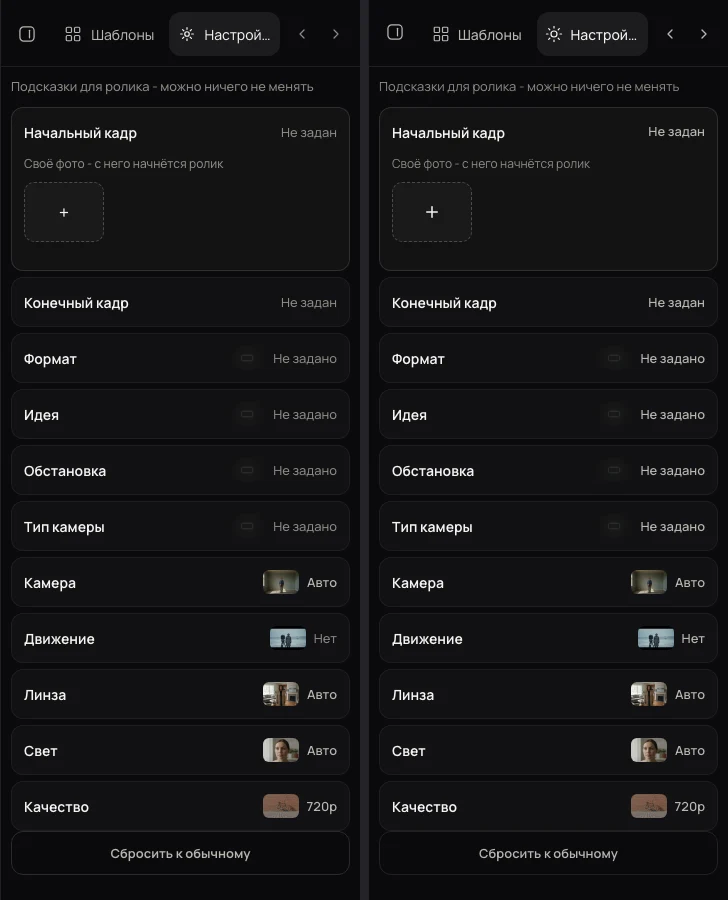 Шаблоны
Настрой...
Подсказки для ролика - можно ничего не менять
Начальный кадр
Не задан
Своё фото - с него начнётся ролик
+
Конечный кадр
Не задан
Формат
Не задано
Идея
Не задано
Обстановка
Не задано
Тип камеры
Не задано
Камера
Авто
Движение
Нет
Линза
Авто
Свет
Авто
Качество
720p
Сбросить к обычному
Шаблоны
Настрой...
Подсказки для ролика - можно ничего не менять
Начальный кадр
Не задан
Своё фото - с него начнётся ролик
+
Конечный кадр
Не задан
Формат
Не задано
Идея
Не задано
Обстановка
Не задано
Тип камеры
Не задано
Камера
Авто
Движение
Нет
Линза
Авто
Свет
Авто
Качество
720p
Сбросить к обычному